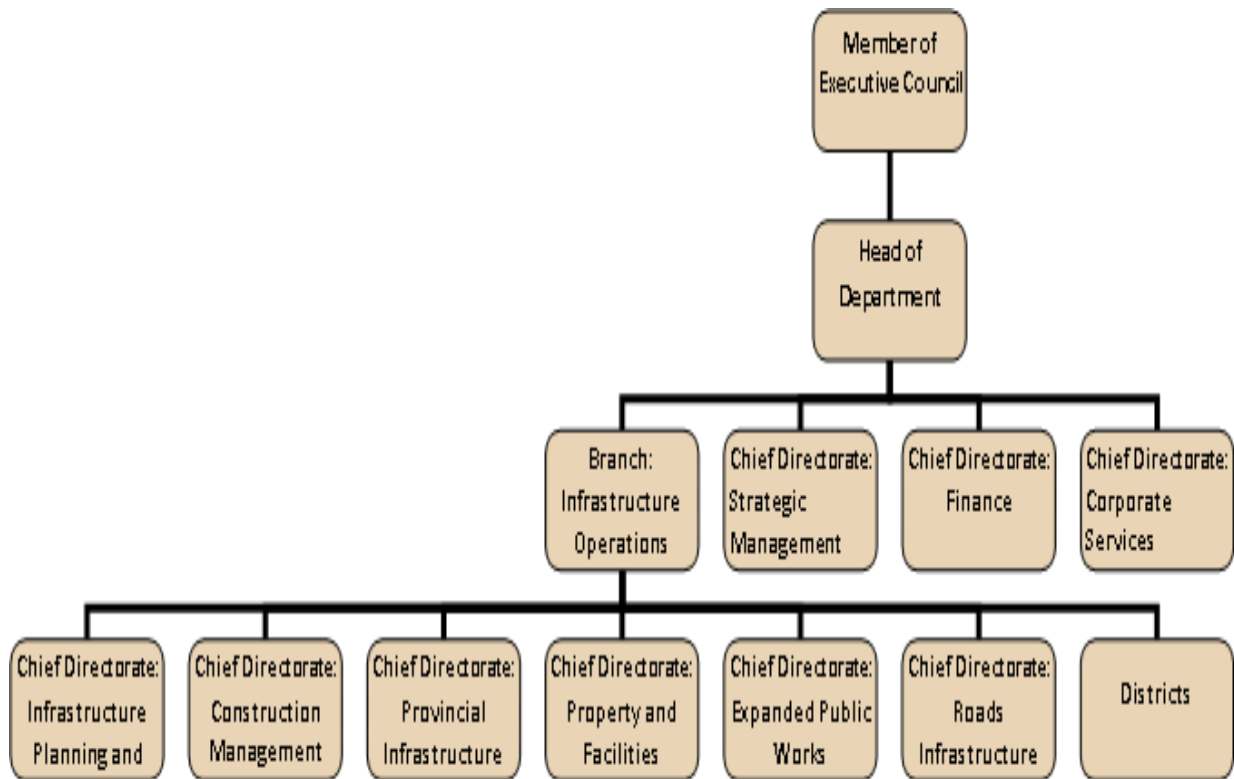 Member of
Executive Council
Head of
Department
Branch:
Infrastructure
Operations
Chief Directorate:
Strategic
Management
Chief Directorate:
Finance
Chief Directorate:
Corporate
Services
Chief Directorate:
Infrastructure
Planning and
Chief Directorate:
Construction
Management
Chief Directorate:
Provincial
Infrastructure
Chief Directorate:
Property and
Facilities
Chief Directorate:
Expanded Public
Works
Chief Directorate:
Roads
Infrastructure
Districts